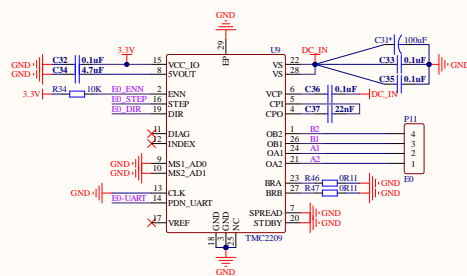 GND
29
EP
U9
3.3V
DC_IN
C31*
100uF
GND
C32
0.1uF
15
VCC_IO
VS
22
C33
0.1uF
GND
GND
C34
4.7uF
8
5VOUT
VS
28
C35
0.1uF
3.3V
R34
10K
E0_ENN
2
ENN
VCP
6
C36
0.1uF
DC_IN
E0_STEP
16
STEP
CPI
5
E0_DIR
19
DIR
CPO
4
C37
22nF
P11
11
DIAG
OB2
1
B2
4
12
INDEX
OB1
26
B1
3
OA1
24
A1
2
GND
9
MS1_AD0
OA2
21
A2
1
GND
10
MS2_AD1
E0
BRA
23
R46
0R11
GND
GND
13
CLK
BRB
27
R47
0R11
GND
E0-UART
14
PDN_UART
17
VREF
SPREAD
7
GND
STDBY
20
GND
GND
GND
NC
TMC2209
18
3
25
GND